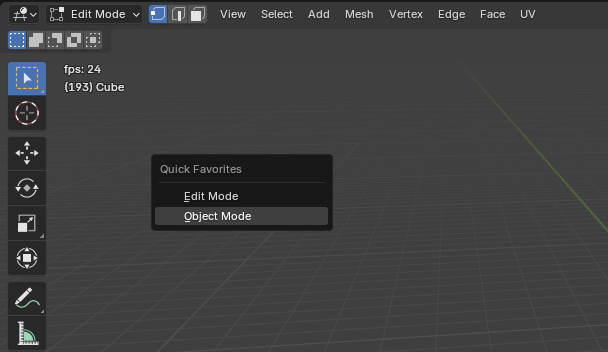 Edit Mode
View Select Add Mesh Vertex Edge Face UV
fps: 24
(193) Cube
Quick Favorites
Edit Mode
Object Mode